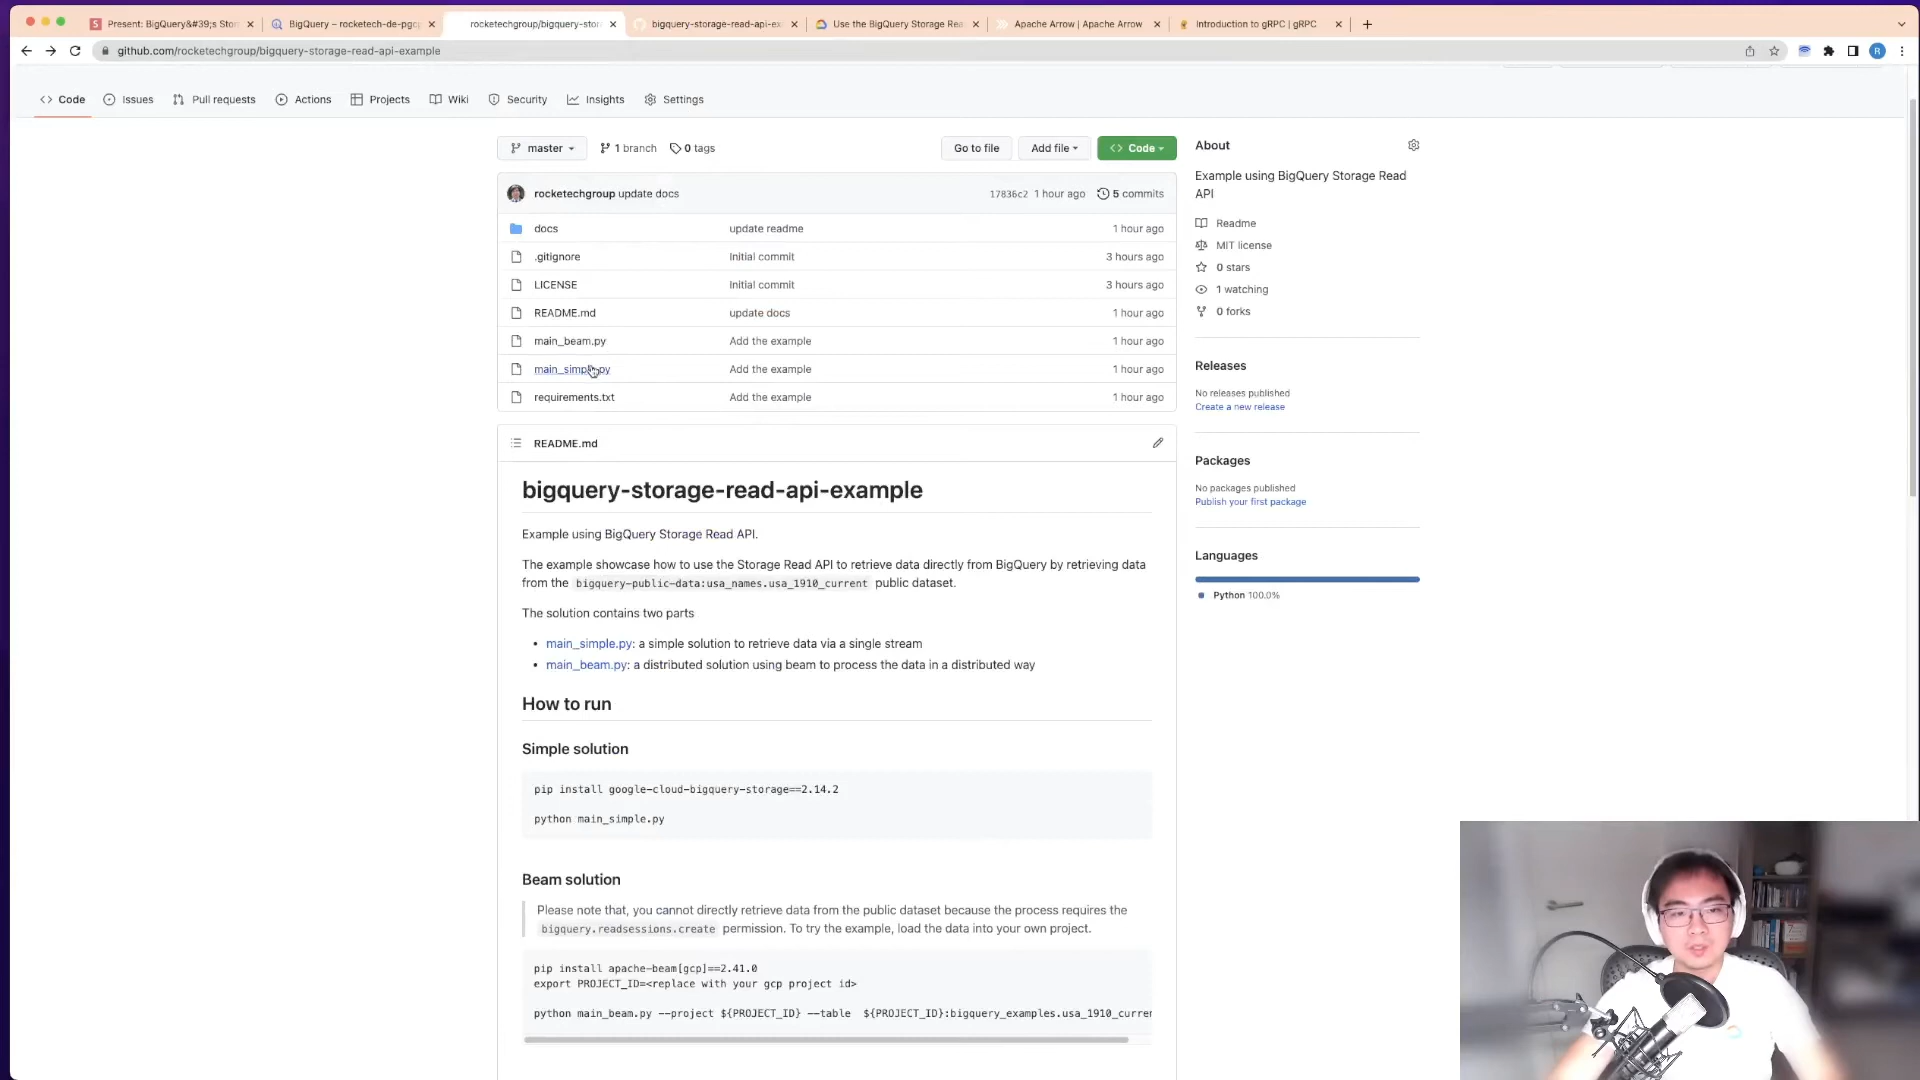 Present: BigQuery&#39;s Stor
BigQuery – rocketech-de-pgcp
rocketechgroup/bigquery-stor
bigquery-storage-read-api-ex
Use the BigQuery Storage Rea
Apache Arrow | Apache Arrow
Introduction to gRPC | gRPC
github.com/rocketechgroup/bigquery-storage-read-api-example
R
Code
Issues
Pull requests
Actions
Projects
Wiki
Security
Insights
Settings
master
1 branch
0 tags
Go to file
Add file
Code
rocketechgroup update docs
17836c2 1 hour ago
5 commits
docs update readme 1 hour ago
.gitignore Initial commit 3 hours ago
LICENSE Initial commit 3 hours ago
README.md update docs 1 hour ago
main_beam.py Add the example 1 hour ago
main_simple.py Add the example 1 hour ago
requirements.txt Add the example 1 hour ago
README.md
bigquery-storage-read-api-example
Example using BigQuery Storage Read API.
The example showcase how to use the Storage Read API to retrieve data directly from BigQuery by retrieving data
from the bigquery-public-data:usa_names.usa_1910_current public dataset.
The solution contains two parts
• main_simple.py: a simple solution to retrieve data via a single stream
• main_beam.py: a distributed solution using beam to process the data in a distributed way
How to run
Simple solution
pip install google-cloud-bigquery-storage==2.14.2
python main_simple.py
Beam solution
Please note that, you cannot directly retrieve data from the public dataset because the process requires the
bigquery.readsessions.create permission. To try the example, load the data into your own project.
pip install apache-beam[gcp]==2.41.0
export PROJECT_ID=<replace with your gcp project id>
python main_beam.py --project ${PROJECT_ID} --table ${PROJECT_ID}:bigquery_examples.usa_1910_curren
About
Example using BigQuery Storage Read
API
Readme
MIT license
0 stars
1 watching
0 forks
Releases
No releases published
Create a new release
Packages
No packages published
Publish your first package
Languages
Python 100.0%